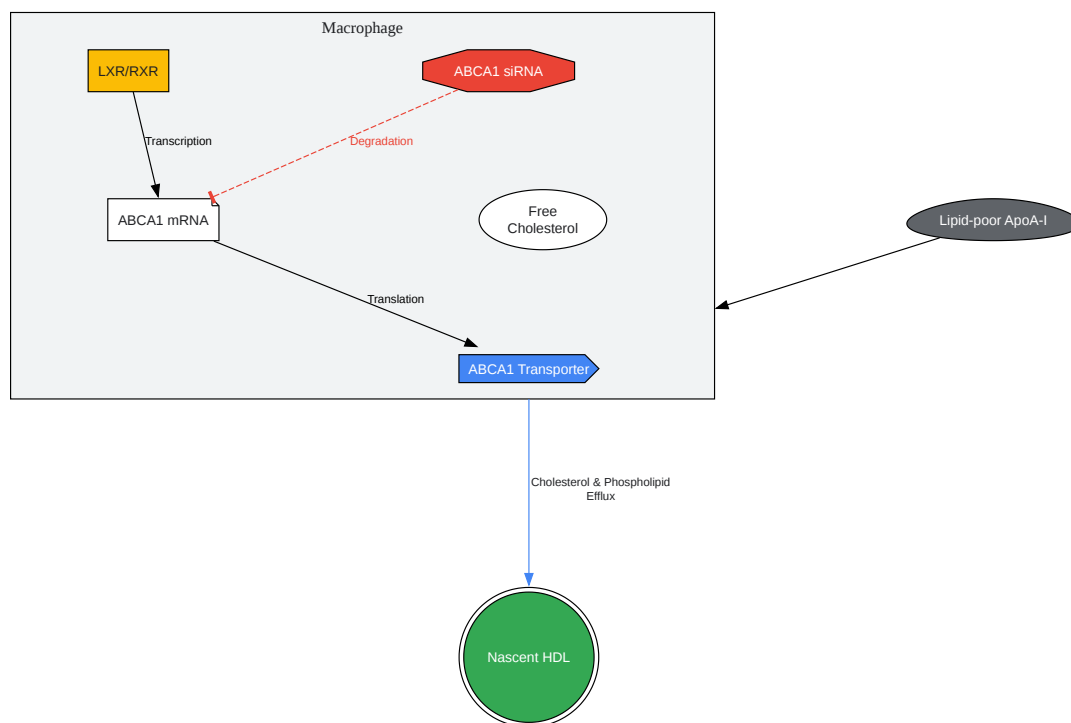 Macrophage
LXR/RXR
ABCA1 siRNA
Transcription
Degradation
ABCA1 mRNA
Free
Cholesterol
Lipid-poor ApoA-I
Translation
ABCA1 Transporter
Cholesterol & Phospholipid
Efflux
Nascent HDL